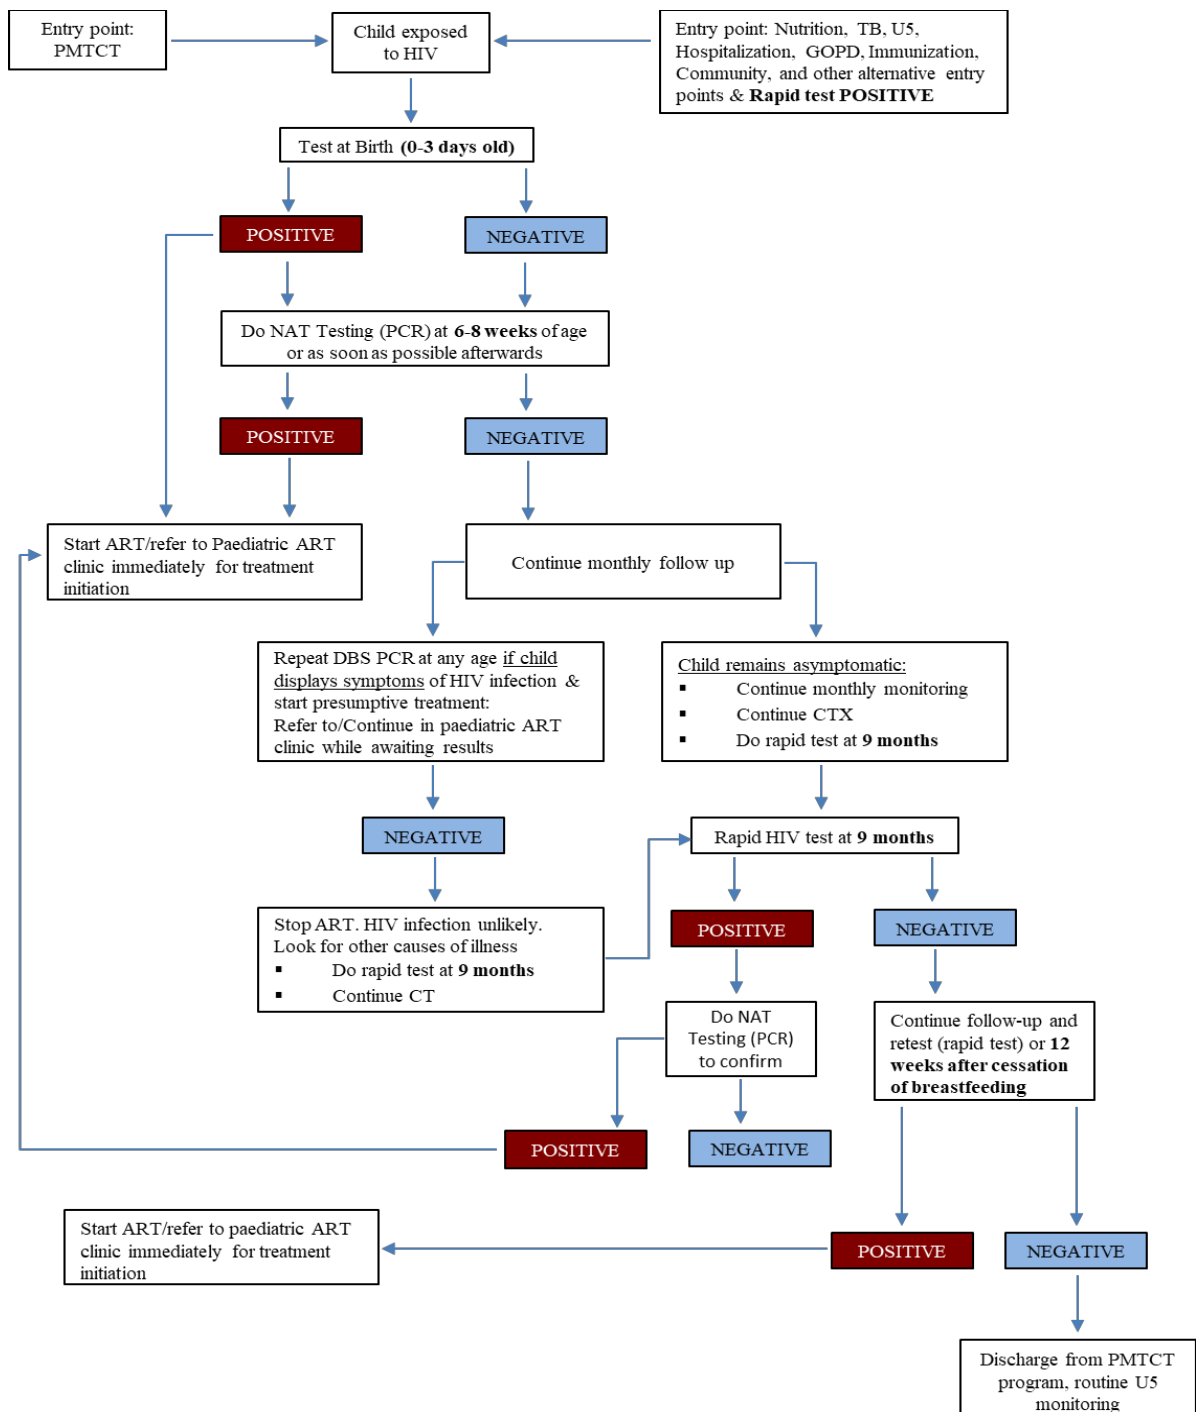 Entry point:
PMTCT
Child exposed
to HIV
Entry point: Nutrition, TB, U5,
Hospitalization, GOPD, Immunization,
Community, and other alternative entry
points & Rapid test POSITIVE
Test at Birth (0-3 days old)
POSITIVE
NEGATIVE
Do NAT Testing (PCR) at 6-8 weeks of age
or as soon as possible afterwards
POSITIVE
NEGATIVE
Start ART/refer to Paediatric ART
clinic immediately for treatment
initiation
Continue monthly follow up
Repeat DBS PCR at any age if child
displays symptoms of HIV infection &
start presumptive treatment:
Refer to/Continue in paediatric ART
clinic while awaiting results
Child remains asymptomatic:
▪ Continue monthly monitoring
▪ Continue CTX
▪ Do rapid test at 9 months
NEGATIVE
Rapid HIV test at 9 months
Stop ART. HIV infection unlikely.
Look for other causes of illness
▪ Do rapid test at 9 months
▪ Continue CT
POSITIVE
NEGATIVE
Do NAT
Testing (PCR)
to confirm
Continue follow-up and
retest (rapid test) or 12
weeks after cessation
of breastfeeding
POSITIVE
NEGATIVE
Start ART/refer to paediatric ART
clinic immediately for treatment
initiation
POSITIVE
NEGATIVE
Discharge from PMTCT
program, routine U5
monitoring